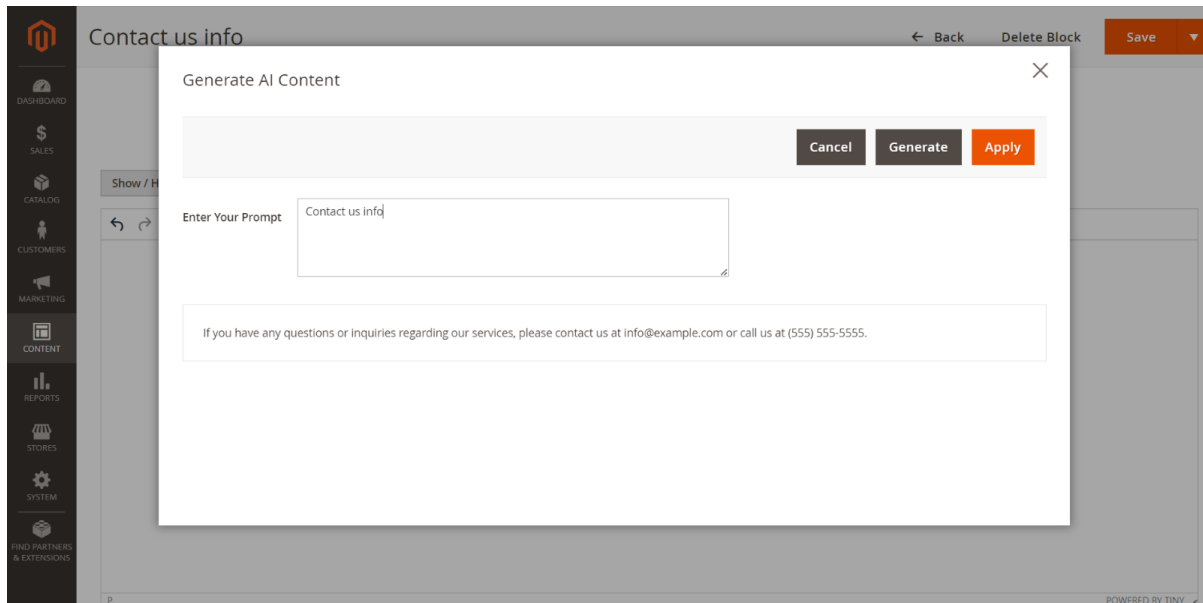 Contact us info
← Back Delete Block Save
Generate AI Content
Cancel Generate Apply
Enter Your Prompt Contact us info
If you have any questions or inquiries regarding our services, please contact us at info@example.com or call us at (555) 555-5555.
DASHBOARD
SALES
CATALOG
CUSTOMERS
MARKETING
CONTENT
REPORTS
STORES
SYSTEM
FIND PARTNERS
& EXTENSIONS
Show / H
P
POWERED BY TINY